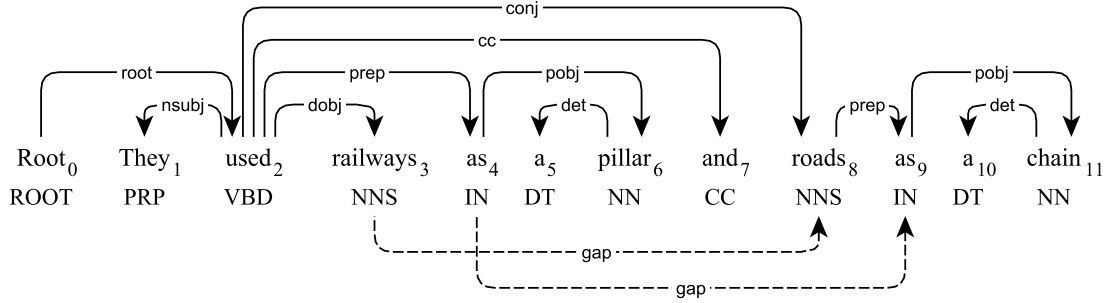 conj
cc
root prep pobj pobj
nsubj dobj det prep det
Root0 They1 used2 railways3 as4 a5 pillar6 and7 roads8 as9 a10 chain11
ROOT PRP VBD NNS IN DT NN CC NNS IN DT NN
gap
gap